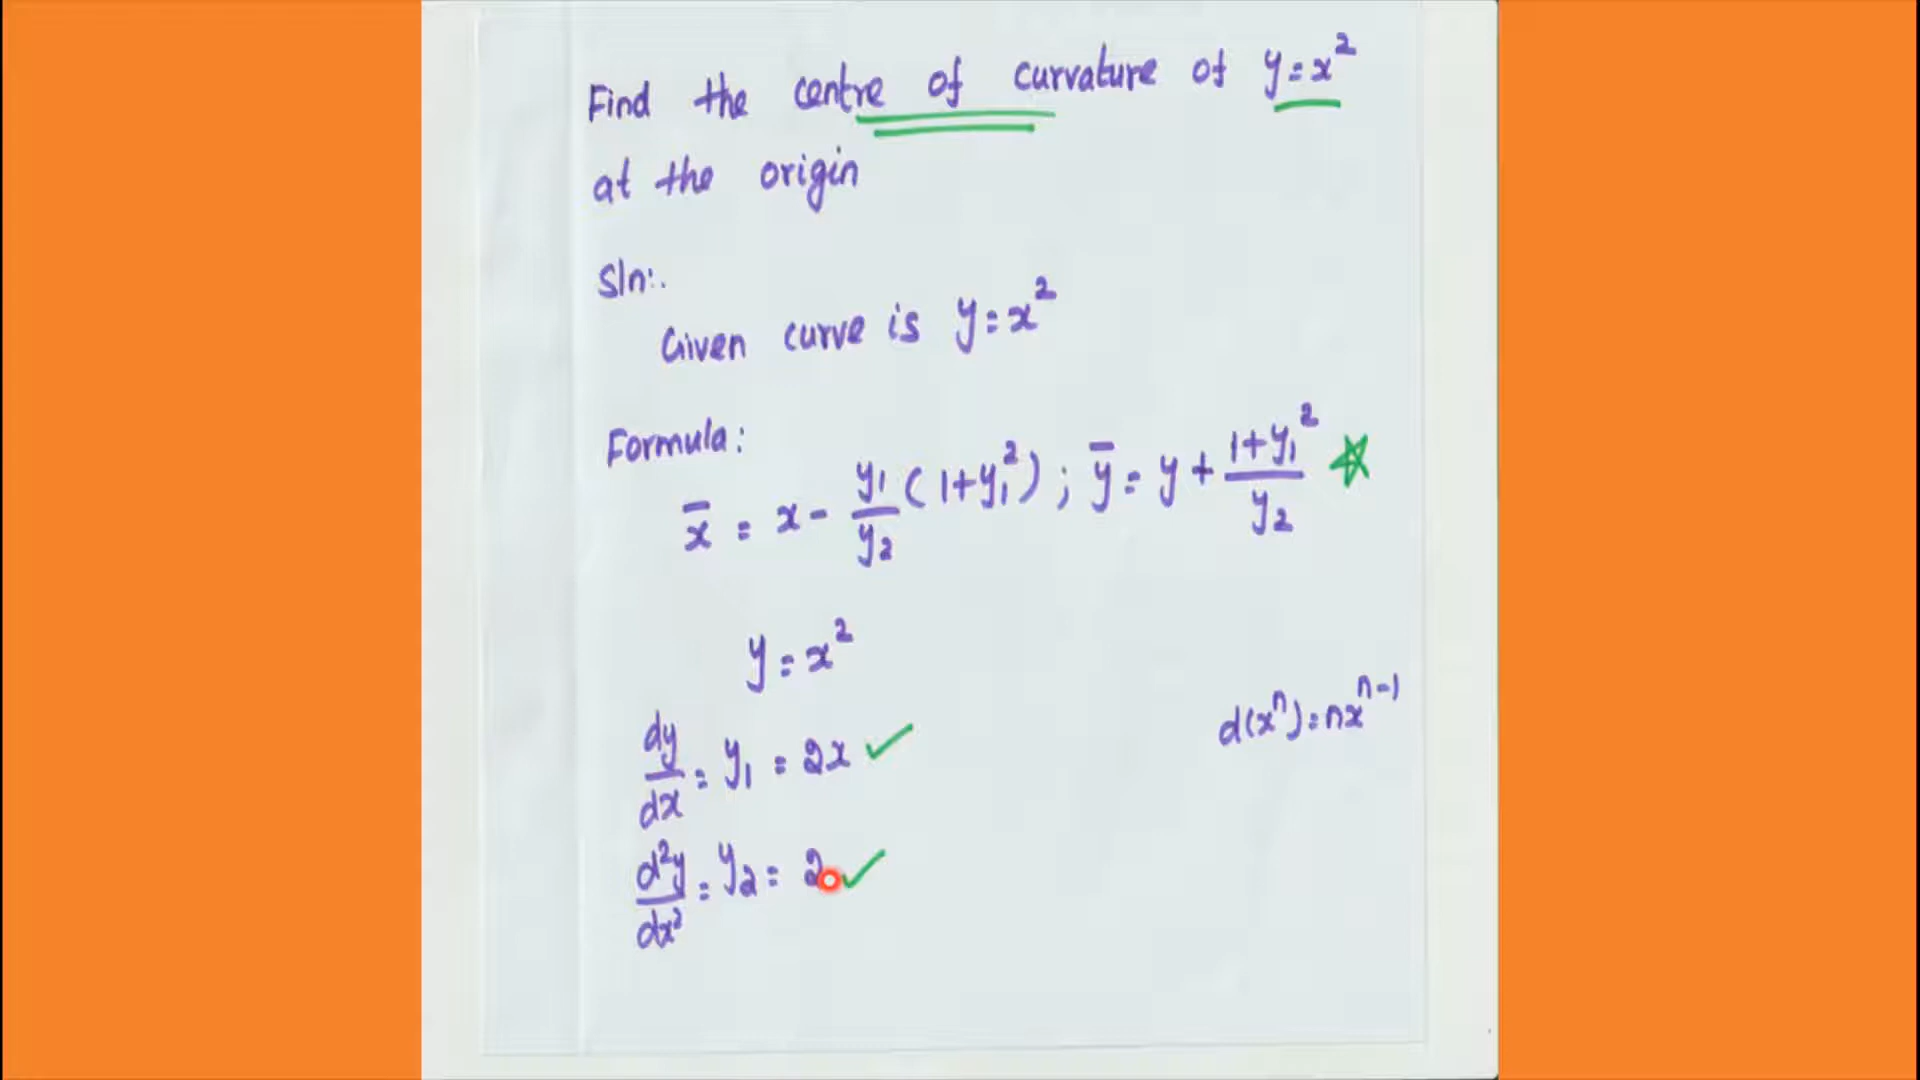 Find the centre of curvature of y=x²
at the origin
Sln:.
Given curve is y=x²
Formula:
x̄ = x - y₁/y₂ (1+y₁²) ; ȳ = y + (1+y₁²)/y₂
y=x²
dy/dx = y₁ = 2x
d(xⁿ)=nxⁿ⁻¹
d²y/dx² = y₂ = 2